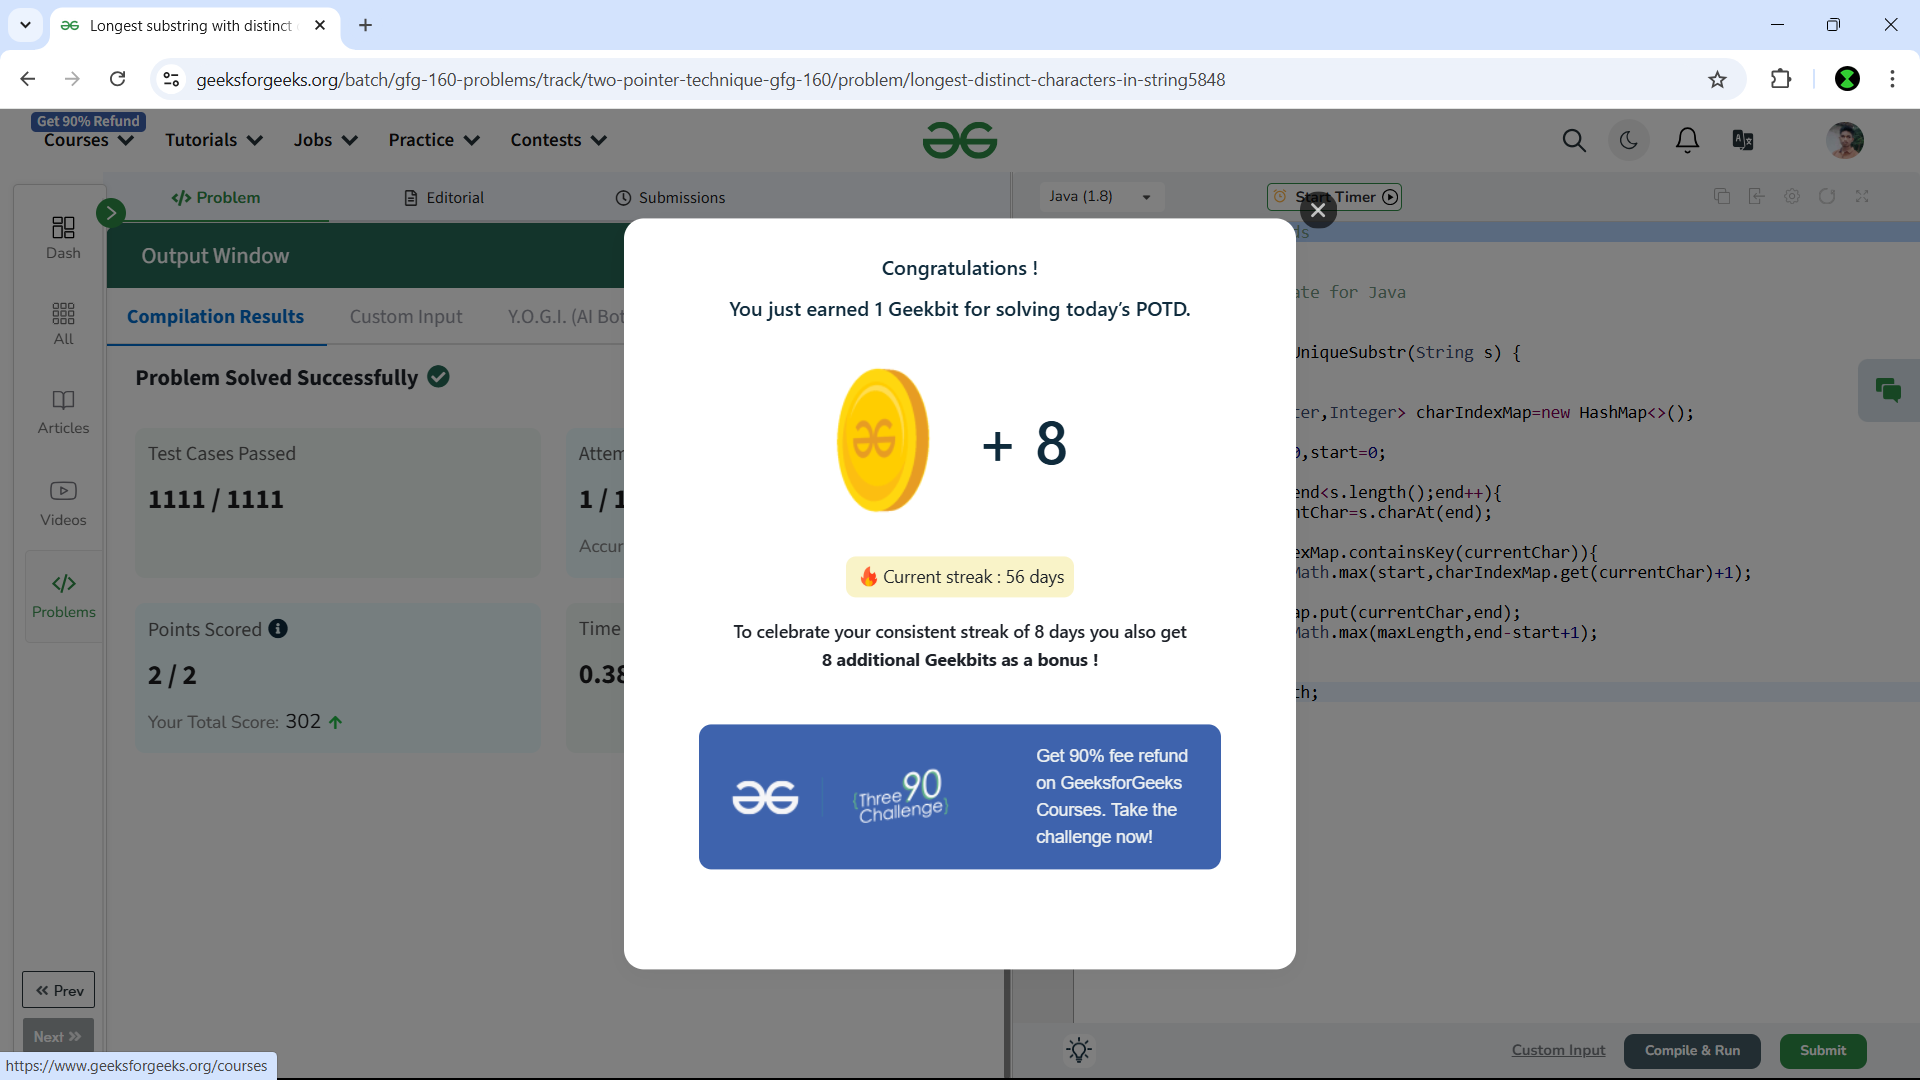 Longest substring with distinct
geeksforgeeks.org/batch/gfg-160-problems/track/two-pointer-technique-gfg-160/problem/longest-distinct-characters-in-string5848
Get 90% Refund
Courses Tutorials Jobs Practice Contests
Problem Editorial Submissions
Java (1.8) Start Timer
Dash
All
Articles
Videos
Problems
Prev
Next
Output Window
Compilation Results Custom Input Y.O.G.I. (AI Bot
Problem Solved Successfully
Test Cases Passed
1111 / 1111
Attem
1 / 1
Accur
Points Scored
2 / 2
Your Total Score: 302
Time
0.38
Congratulations !
You just earned 1 Geekbit for solving today's POTD.
+ 8
Current streak : 56 days
To celebrate your consistent streak of 8 days you also get
8 additional Geekbits as a bonus !
Three 90
Challenge
Get 90% fee refund
on GeeksforGeeks
Courses. Take the
challenge now!
ds
ate for Java
UniqueSubstr(String s) {
ter,Integer> charIndexMap=new HashMap<>();
0,start=0;
end<s.length();end++){
ntChar=s.charAt(end);
exMap.containsKey(currentChar)){
Math.max(start,charIndexMap.get(currentChar)+1);
ap.put(currentChar,end);
Math.max(maxLength,end-start+1);
th;
Custom Input Compile & Run Submit
https://www.geeksforgeeks.org/courses